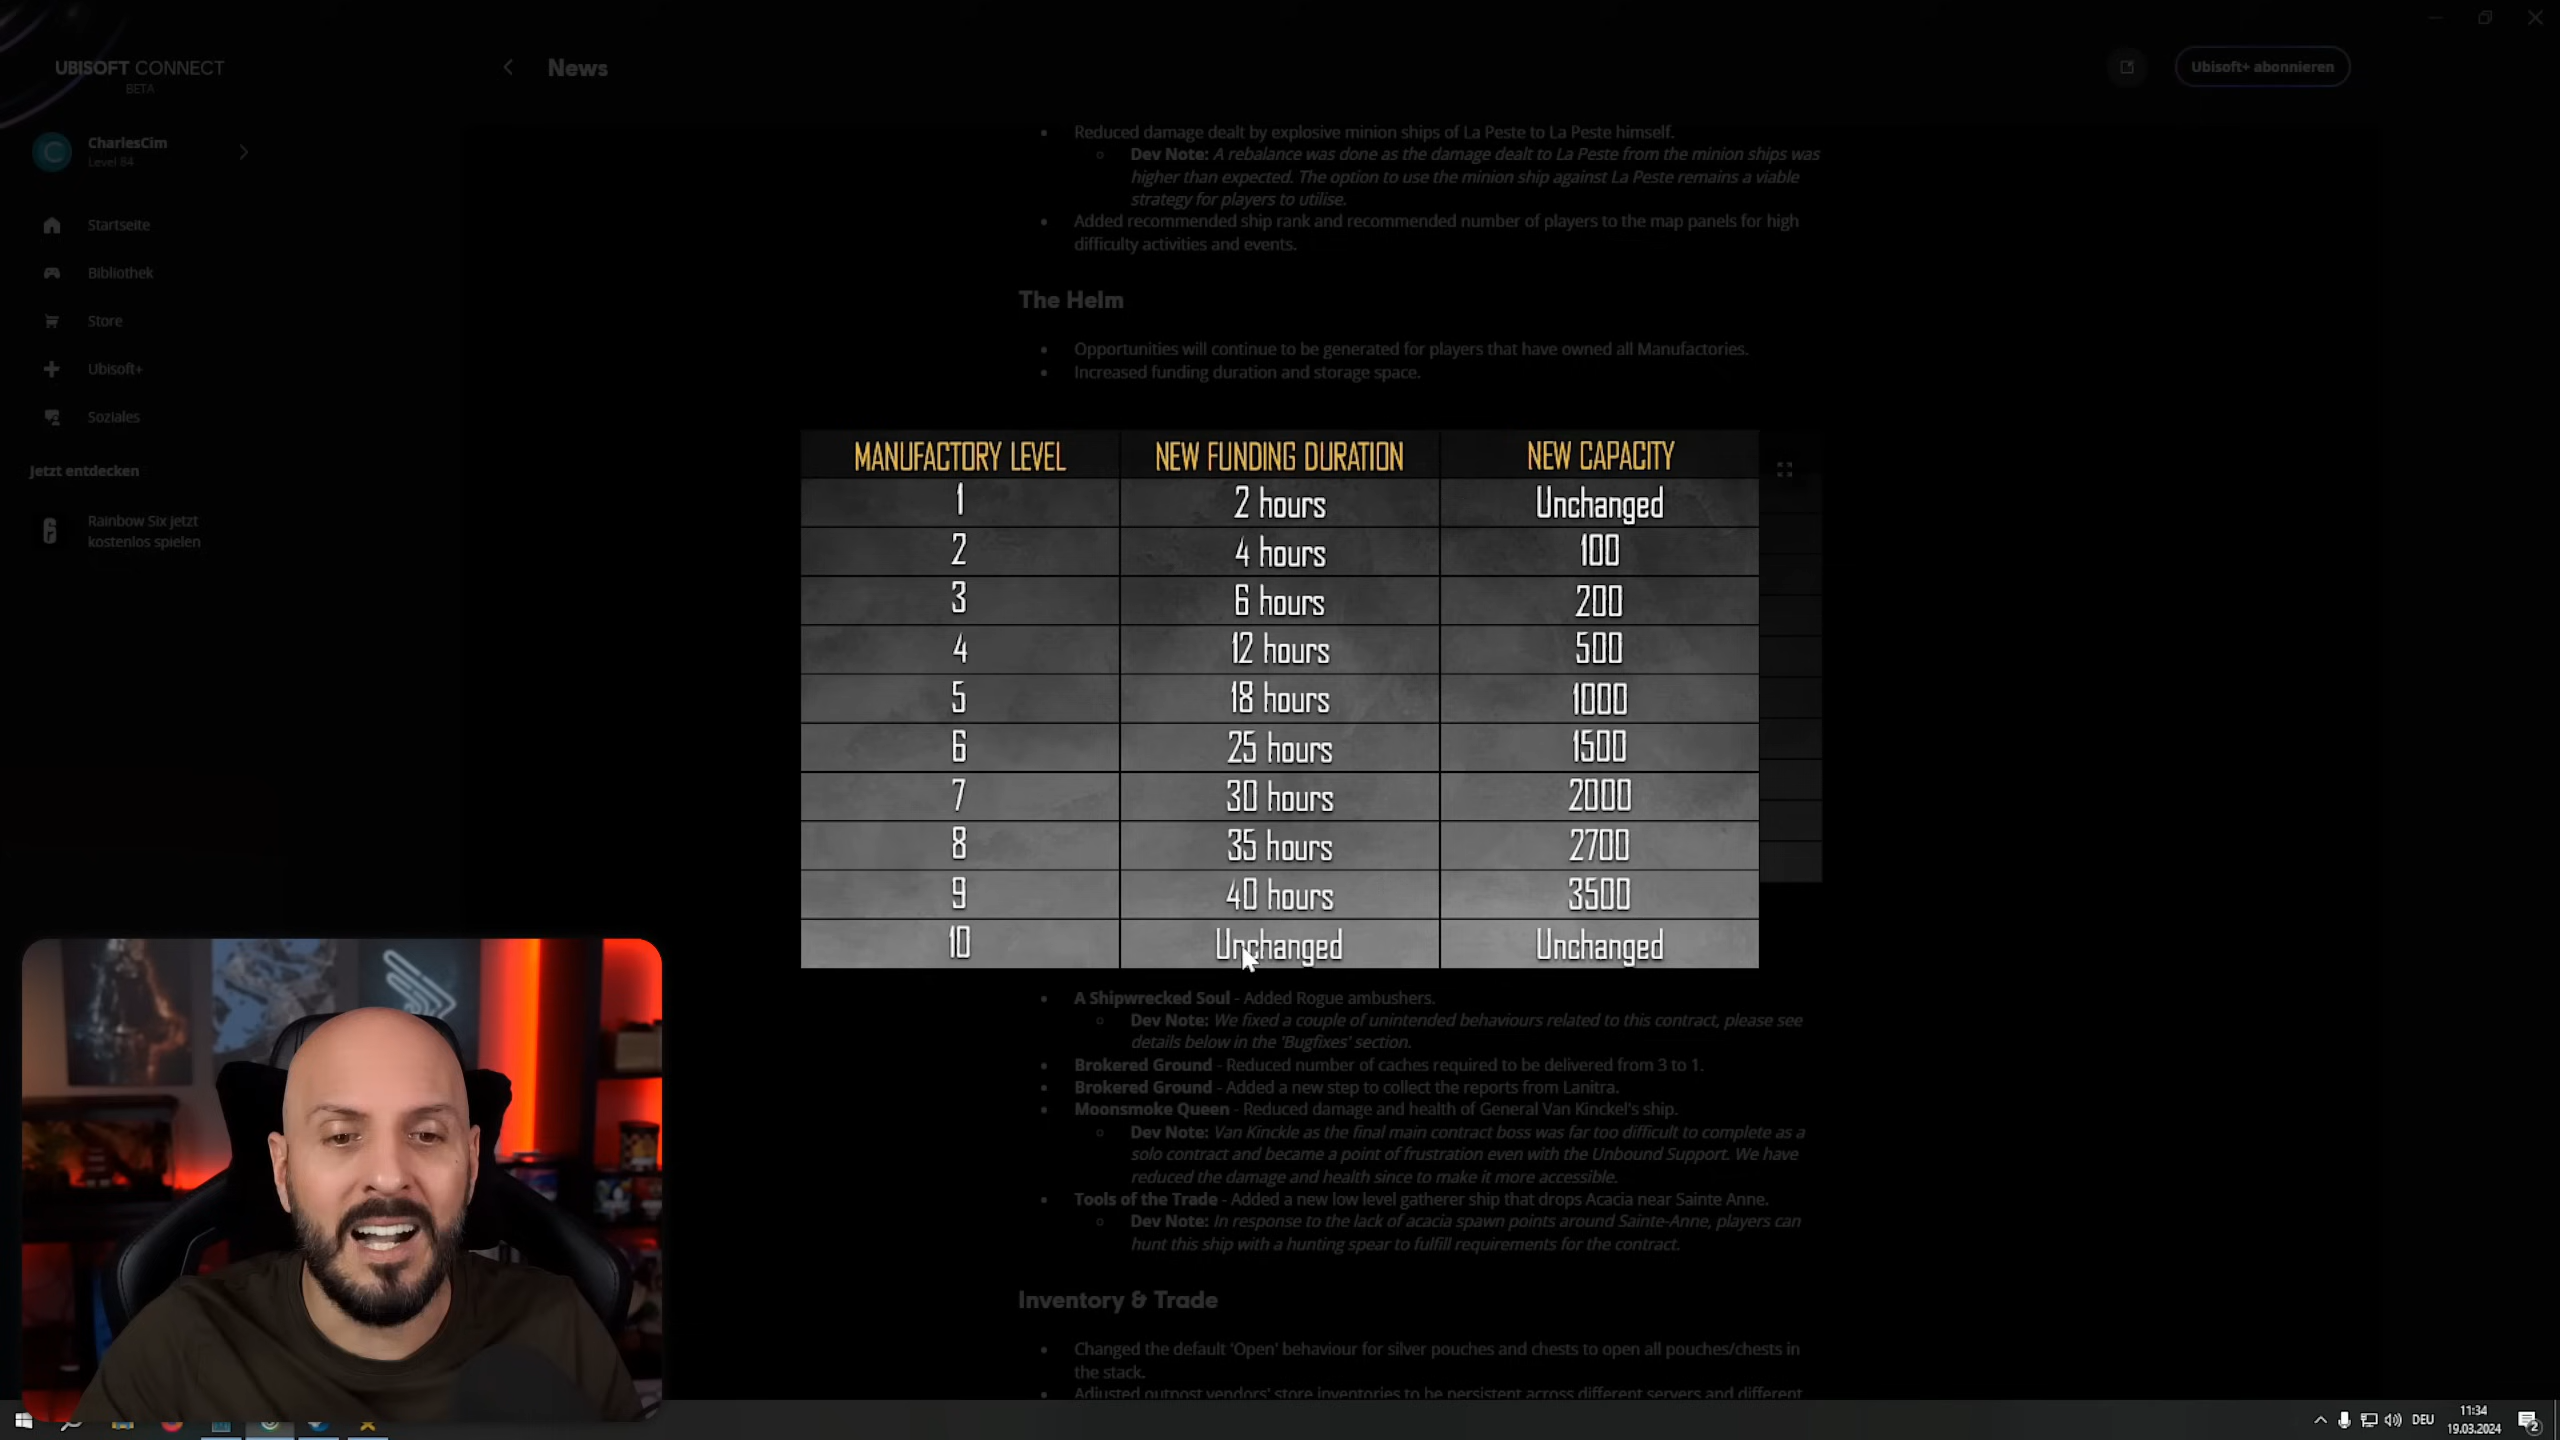 UBISOFT CONNECT
BETA
News
Ubisoft+ abonnieren
CharlesCim
Level 84
Startseite
Bibliothek
Store
Ubisoft+
Soziales
Jetzt entdecken
Rainbow Six jetzt
kostenlos spielen
Reduced damage dealt by explosive minion ships of La Peste to La Peste himself.
Dev Note: A rebalance was done as the damage dealt to La Peste from the minion ships was
higher than expected. The option to use the minion ship against La Peste remains a viable
strategy for players to utilise.
Added recommended ship rank and recommended number of players to the map panels for high
difficulty activities and events.
The Helm
Opportunities will continue to be generated for players that have owned all Manufactories.
Increased funding duration and storage space.
MANUFACTORY LEVEL NEW FUNDING DURATION NEW CAPACITY
1 2 hours Unchanged
2 4 hours 100
3 6 hours 200
4 12 hours 500
5 18 hours 1000
6 25 hours 1500
7 30 hours 2000
8 35 hours 2700
9 40 hours 3500
10 Unchanged Unchanged
A Shipwrecked Soul - Added Rogue ambushers.
Dev Note: We fixed a couple of unintended behaviours related to this contract, please see
details below in the 'Bugfixes' section.
Brokered Ground - Reduced number of caches required to be delivered from 3 to 1.
Brokered Ground - Added a new step to collect the reports from Lanitra.
Moonsmoke Queen - Reduced damage and health of General Van Kinckel's ship.
Dev Note: Van Kinckle as the final main contract boss was far too difficult to complete as a
solo contract and became a point of frustration even with the Unbound Support. We have
reduced the damage and health since to make it more accessible.
Tools of the Trade - Added a new low level gatherer ship that drops Acacia near Sainte Anne.
Dev Note: In response to the lack of acacia spawn points around Sainte-Anne, players can
hunt this ship with a hunting spear to fulfill requirements for the contract.
Inventory & Trade
Changed the default 'Open' behaviour for silver pouches and chests to open all pouches/chests in
the stack.
Adjusted outpost vendors' store inventories to be persistent across different servers and different
DEU
11:34
19.03.2024
2